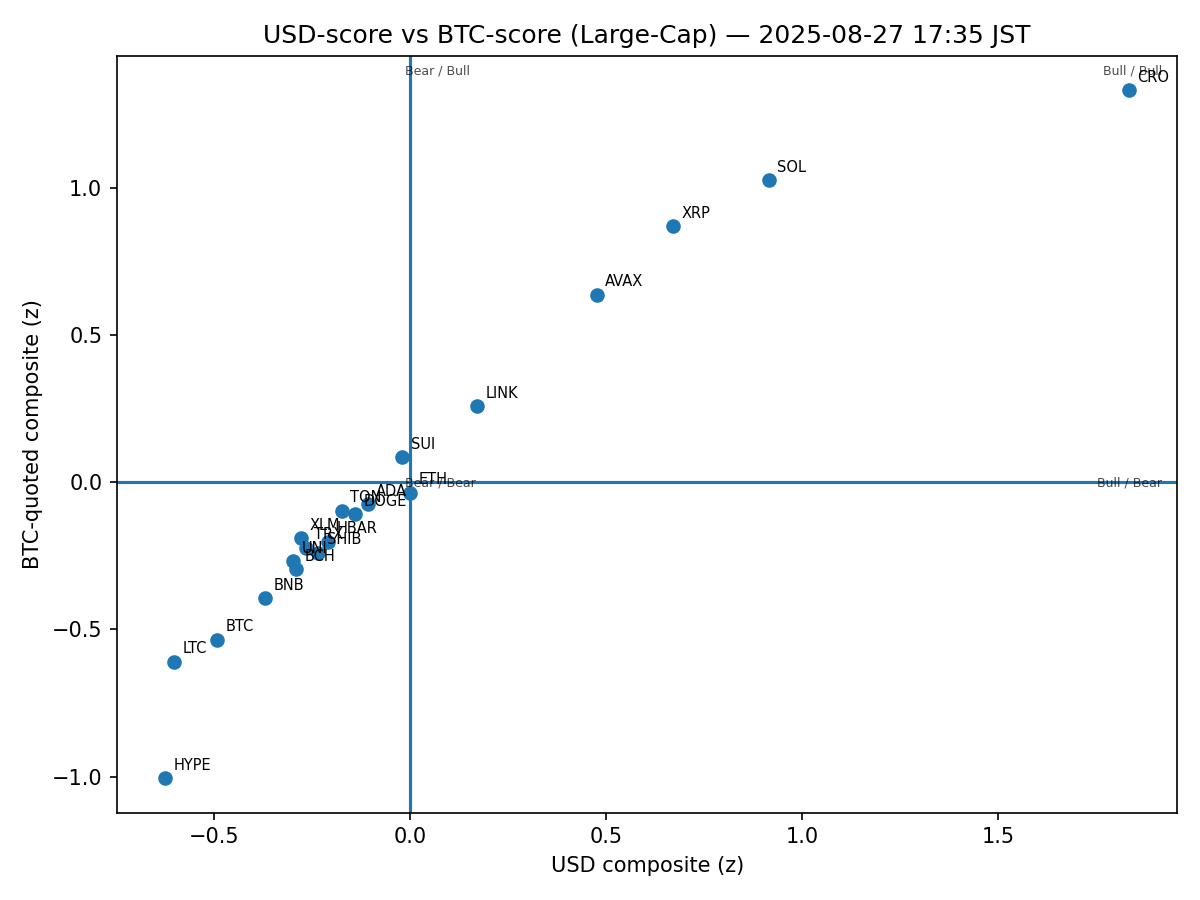 USD-score vs BTC-score (Large-Cap) — 2025-08-27 17:35 JST
Bear / Bull
Bull / Bull
CRO
SOL
XRP
AVAX
LINK
SUI
ETH
Bear / Bear
Bull / Bear
ADA
TON
DOGE
XLM
HBAR
TRX
SHIB
UNI
BCH
BNB
BTC
LTC
HYPE
1.0
0.5
0.0
−0.5
−1.0
BTC-quoted composite (z)
−0.5
0.0
0.5
1.0
1.5
USD composite (z)